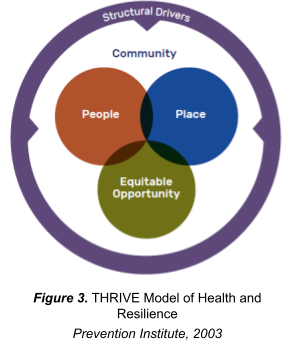 Structural Drivers
Community
People
Place
Equitable
Opportunity
Figure 3. THRIVE Model of Health and
Resilience
Prevention Institute, 2003